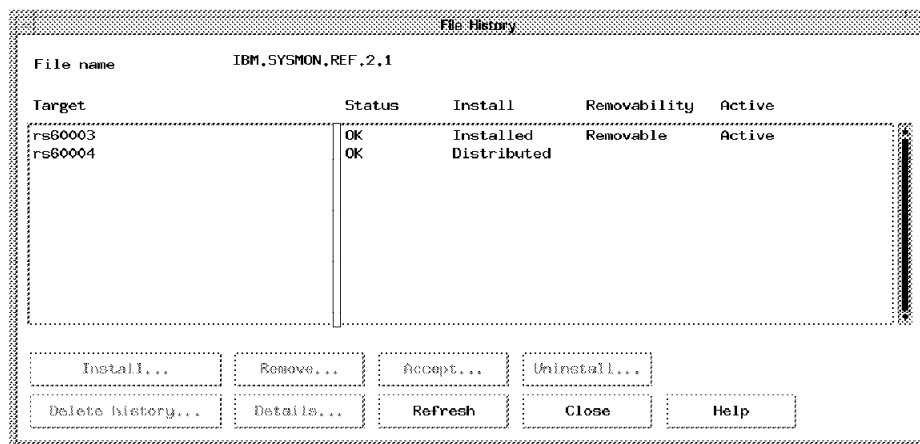 File History
File name IBM.SYSMON.REF.2.1
Target Status Install Removability Active
rs60003 OK Installed Removable Active
rs60004 OK Distributed
Install... Remove... Accept... Uninstall...
Delete history... Details... Refresh Close Help